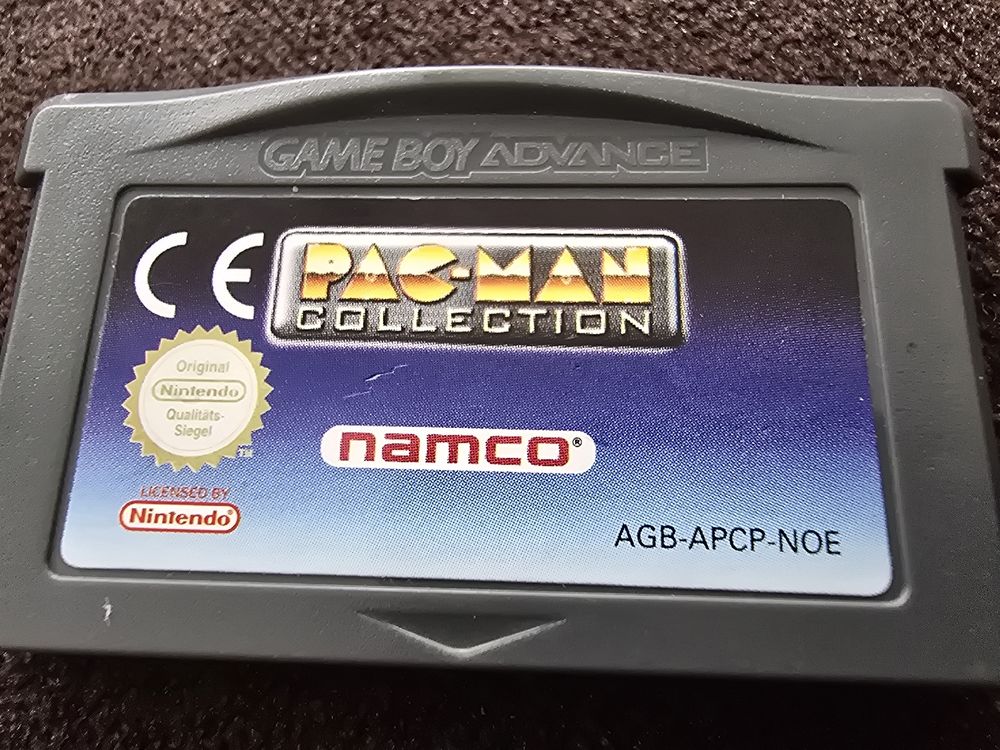 GAME BOY ADVANCE
CE
PAC-MAN
COLLECTION
Original
Nintendo
Qualitäts-
Siegel
TM
namco®
LICENSED BY
Nintendo®
AGB-APCP-NOE